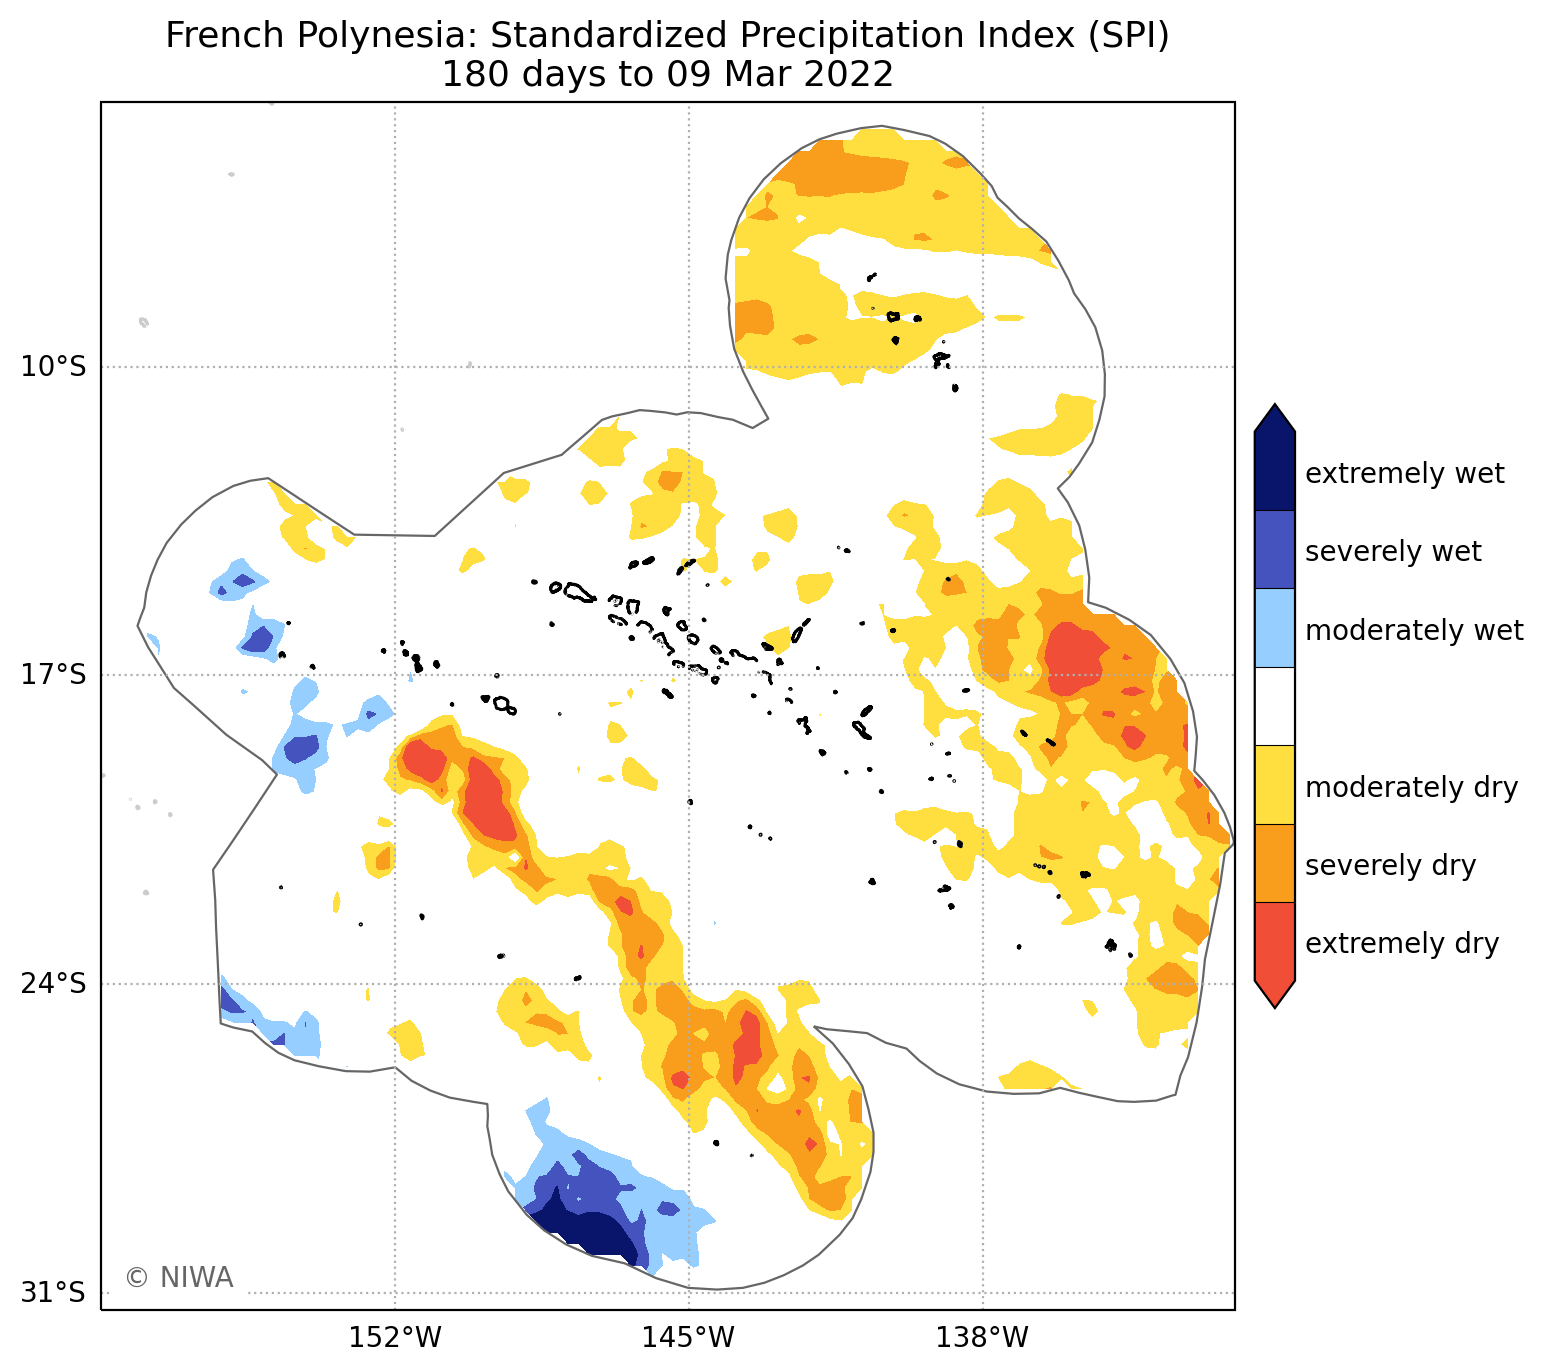 French Polynesia: Standardized Precipitation Index (SPI)
180 days to 09 Mar 2022
10°S
17°S
24°S
31°S
152°W
145°W
138°W
extremely wet
severely wet
moderately wet
moderately dry
severely dry
extremely dry
© NIWA